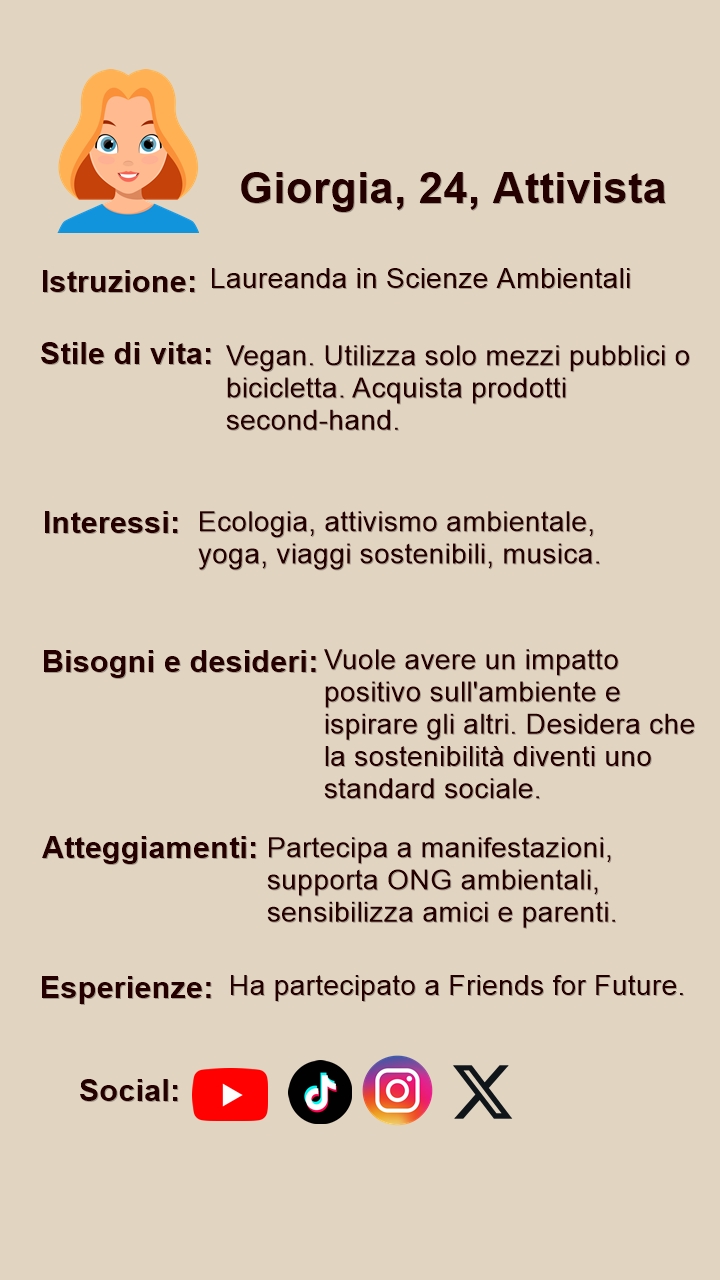 Giorgia, 24, Attivista
Istruzione: Laureanda in Scienze Ambientali
Stile di vita: Vegan. Utilizza solo mezzi pubblici o
bicicletta. Acquista prodotti
second-hand.
Interessi: Ecologia, attivismo ambientale,
yoga, viaggi sostenibili, musica.
Bisogni e desideri: Vuole avere un impatto
positivo sull'ambiente e
ispirare gli altri. Desidera che
la sostenibilità diventi uno
standard sociale.
Atteggiamenti: Partecipa a manifestazioni,
supporta ONG ambientali,
sensibilizza amici e parenti.
Esperienze: Ha partecipato a Friends for Future.
Social: